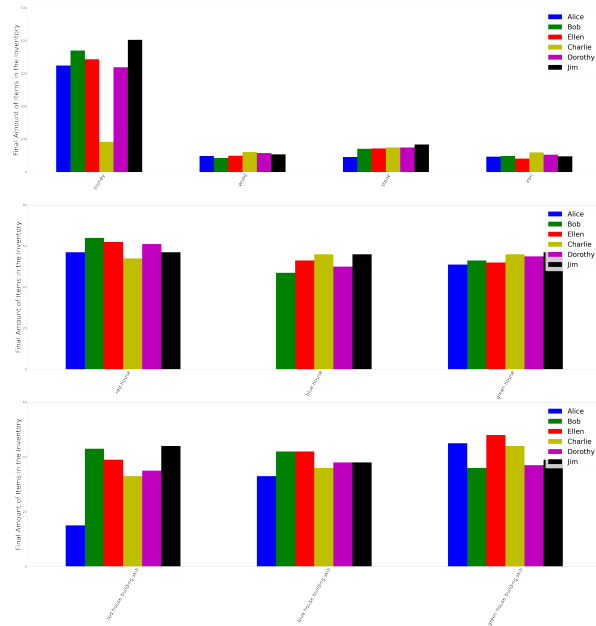 Final Amount of Items in the Inventory
Alice
Bob
Ellen
Charlie
Dorothy
Jim
money
wood
stone
iron
Final Amount of Items in the Inventory
Alice
Bob
Ellen
Charlie
Dorothy
Jim
red house
blue house
green house
Final Amount of Items in the Inventory
Alice
Bob
Ellen
Charlie
Dorothy
Jim
red house building skill
blue house building skill
green house building skill